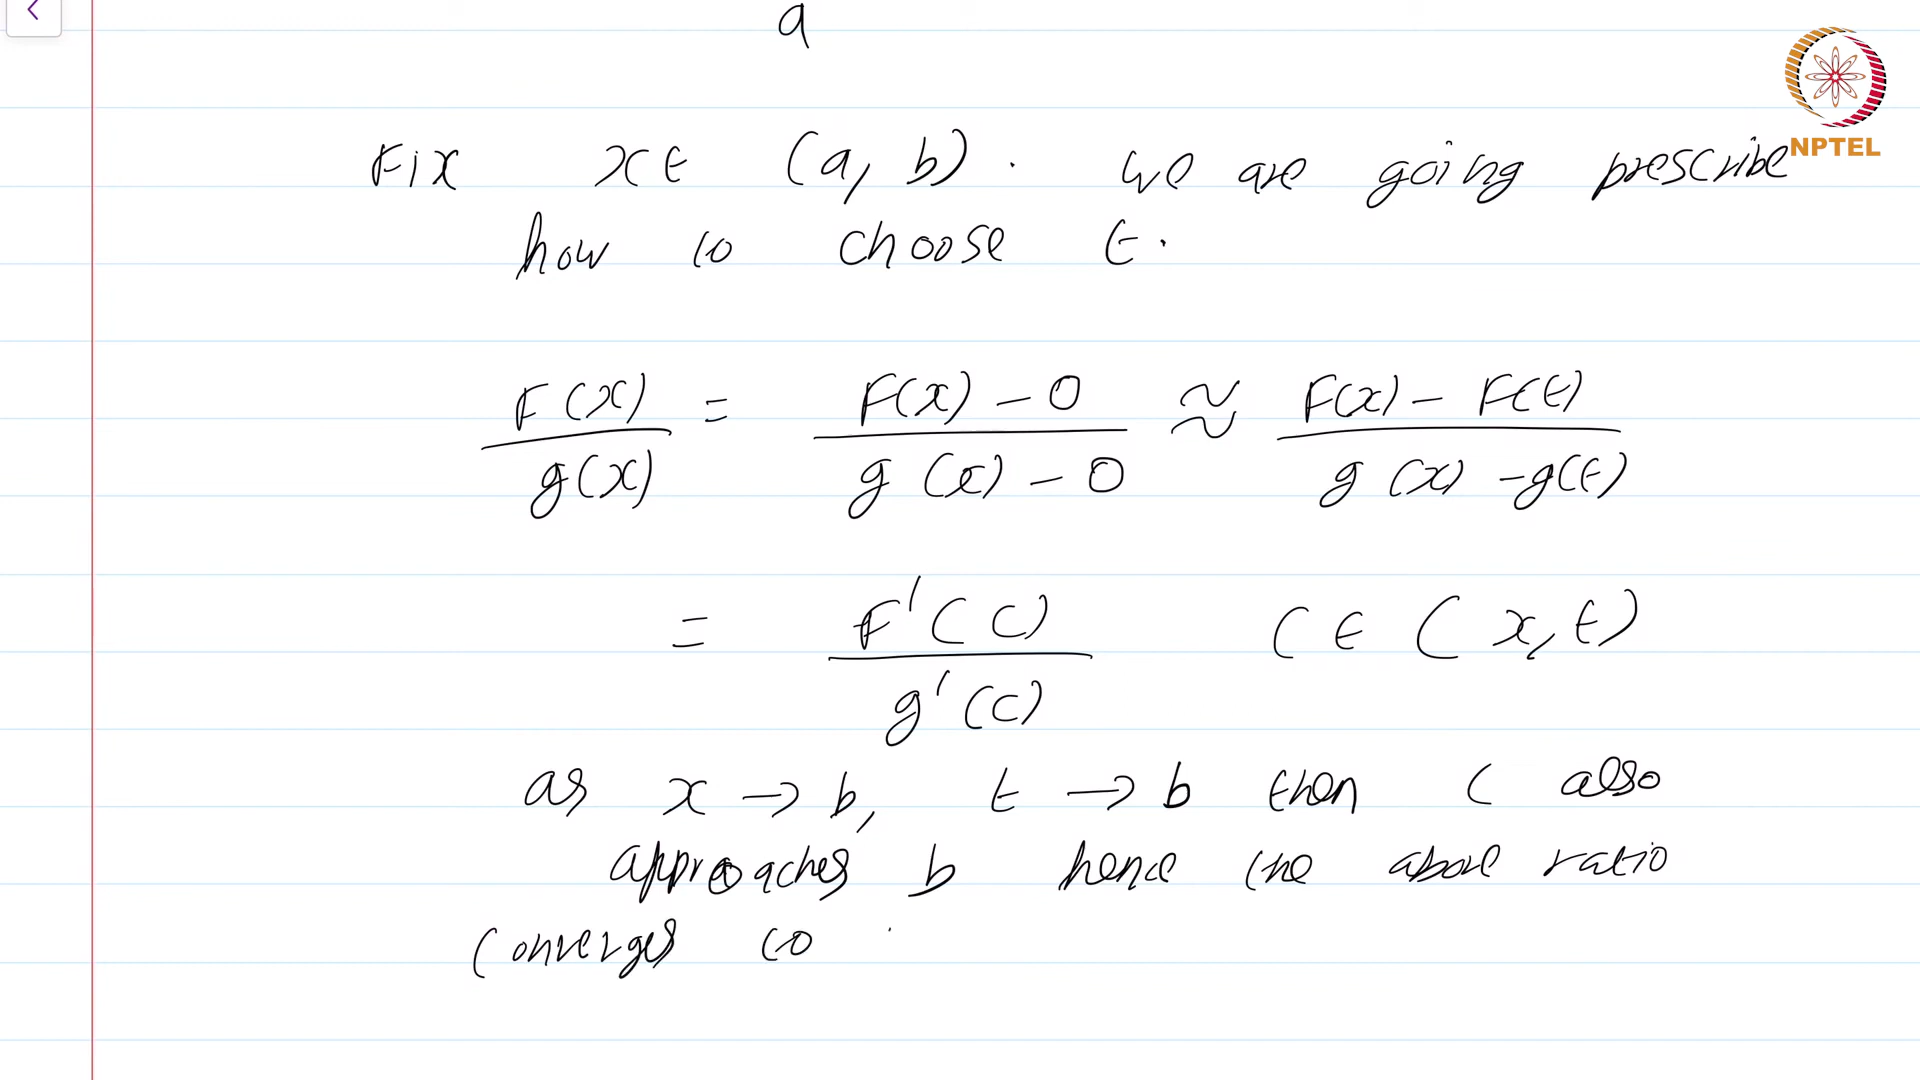 a
NPTEL
Fix x ∈ (a, b). We are going prescribe
how to choose t.
F(x)/g(x) = F(x) - 0/g(x) - 0 ≈ F(x) - F(t)/g(x) - g(t)
= F'(c)/g'(c) c ∈ (x, t)
as x → b, t → b then c also
approaches b hence the above ratio
converges to